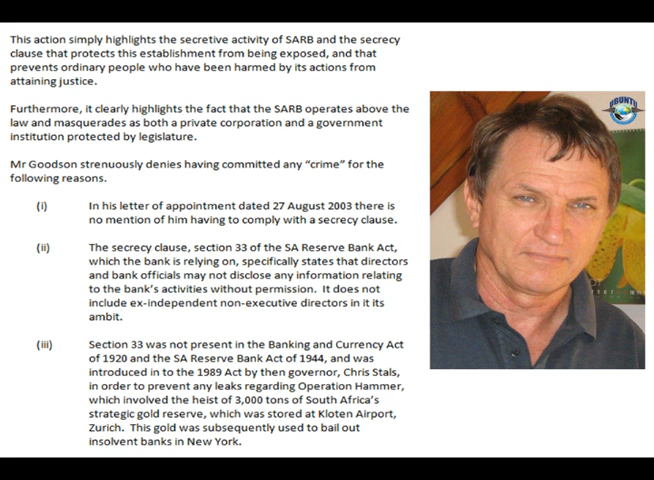 This action simply highlights the secretive activity of SARB and the secrecy
clause that protects this establishment from being exposed, and that
prevents ordinary people who have been harmed by its actions from
attaining justice.
Furthermore, it clearly highlights the fact that the SARB operates above the
law and masquerades as both a private corporation and a government
institution protected by legislature.
Mr Goodson strenuously denies having committed any “crime” for the
following reasons.
(i) In his letter of appointment dated 27 August 2003 there is
no mention of him having to comply with a secrecy clause.
(ii) The secrecy clause, section 33 of the SA Reserve Bank Act,
which the bank is relying on, specifically states that directors
and bank officials may not disclose any information relating
to the bank’s activities without permission. It does not
include ex-independent non-executive directors in it its
ambit.
(iii) Section 33 was not present in the Banking and Currency Act
of 1920 and the SA Reserve Bank Act of 1944, and was
introduced in to the 1989 Act by then governor, Chris Stals,
in order to prevent any leaks regarding Operation Hammer,
which involved the heist of 3,000 tons of South Africa’s
strategic gold reserve, which was stored at Kloten Airport,
Zurich. This gold was subsequently used to bail out
insolvent banks in New York.
UBUNTU